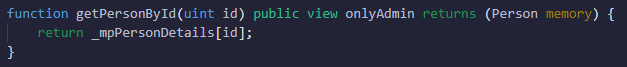 function getPersonById(uint id) public view onlyAdmin returns (Person memory) {
    return _mpPersonDetails[id];
}